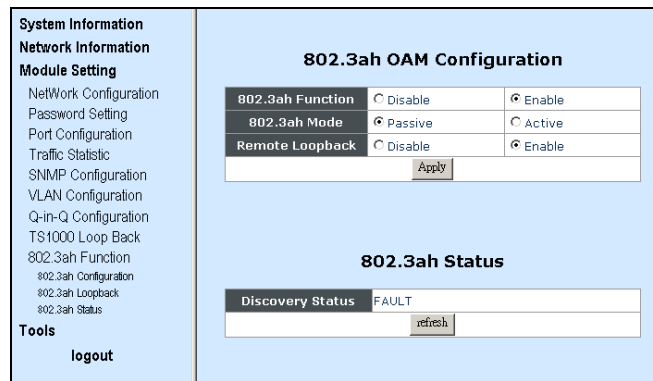 System Information
Network Information
Module Setting
NetWork Configuration
Password Setting
Port Configuration
Traffic Statistic
SNMP Configuration
VLAN Configuration
Q-in-Q Configuration
TS1000 Loop Back
802.3ah Function
802.3ah Configuration
802.3ah Loopback
802.3ah Status
Tools
logout
802.3ah OAM Configuration
802.3ah Function Disable Enable
802.3ah Mode Passive Active
Remote Loopback Disable Enable
Apply
802.3ah Status
Discovery Status FAULT
refresh